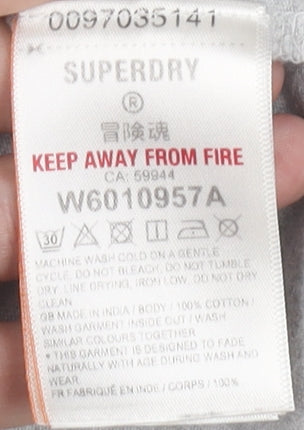 0097035141
SUPERDRY
®
冒険魂
KEEP AWAY FROM FIRE
CA: 59944
W6010957A
30
MACHINE WASH COLD ON A GENTLE
CYCLE, DO NOT BLEACH, DO NOT TUMBLE
DRY, LINE DRYING, IRON LOW, DO NOT DRY
CLEAN
GB MADE IN INDIA / BODY / 100% COTTON /
WASH GARMENT INSIDE OUT / WASH
SIMILAR COLOURS TOGETHER
* THIS GARMENT IS DESIGNED TO FADE
NATURALLY WITH AGE DURING WASH AND
WEAR.
FR FABRIQUÉ EN INDE / CORPS / 100%